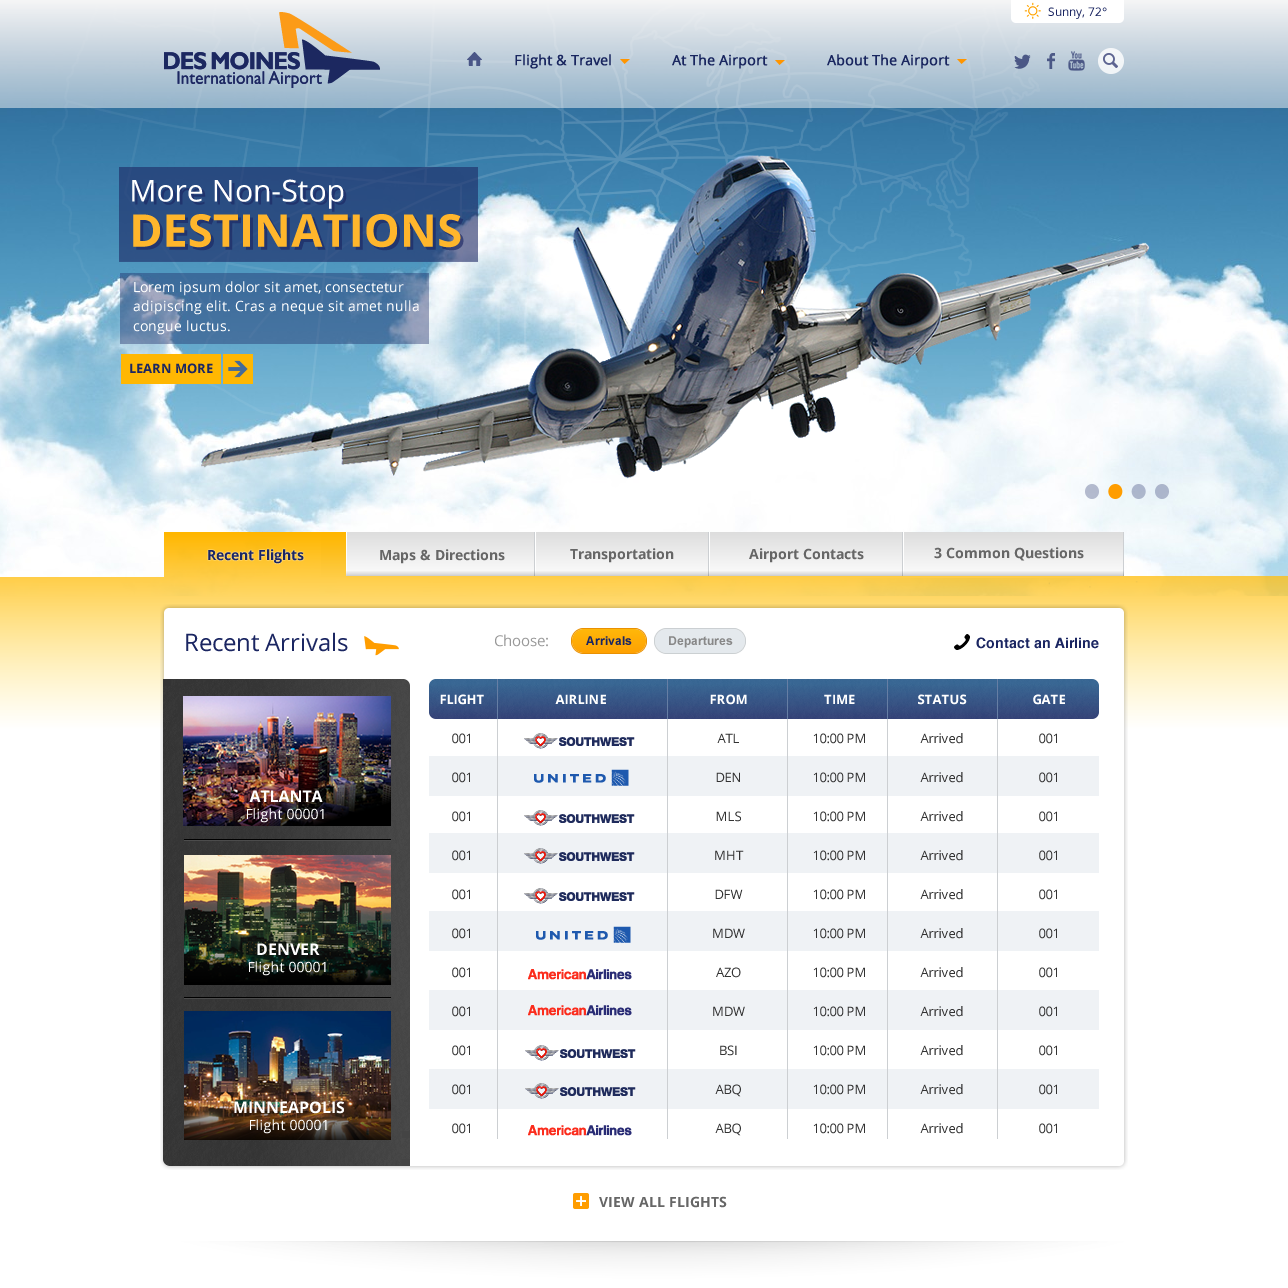 Sunny, 72°
DES MOINES
International Airport
Flight & Travel
At The Airport
About The Airport
You
Tube
More Non-Stop
DESTINATIONS
Lorem ipsum dolor sit amet, consectetur
adipiscing elit. Cras a neque sit amet nulla
congue luctus.
LEARN MORE
Recent Flights
Maps & Directions
Transportation
Airport Contacts
3 Common Questions
Recent Arrivals
Choose:
Arrivals
Departures
Contact an Airline
ATLANTA
Flight 00001
DENVER
Flight 00001
MINNEAPOLIS
Flight 00001
FLIGHT AIRLINE FROM TIME STATUS GATE
001 SOUTHWEST ATL 10:00 PM Arrived 001
001 UNITED DEN 10:00 PM Arrived 001
001 SOUTHWEST MLS 10:00 PM Arrived 001
001 SOUTHWEST MHT 10:00 PM Arrived 001
001 SOUTHWEST DFW 10:00 PM Arrived 001
001 UNITED MDW 10:00 PM Arrived 001
001 AmericanAirlines AZO 10:00 PM Arrived 001
001 AmericanAirlines MDW 10:00 PM Arrived 001
001 SOUTHWEST BSI 10:00 PM Arrived 001
001 SOUTHWEST ABQ 10:00 PM Arrived 001
001 AmericanAirlines ABQ 10:00 PM Arrived 001
VIEW ALL FLIGHTS